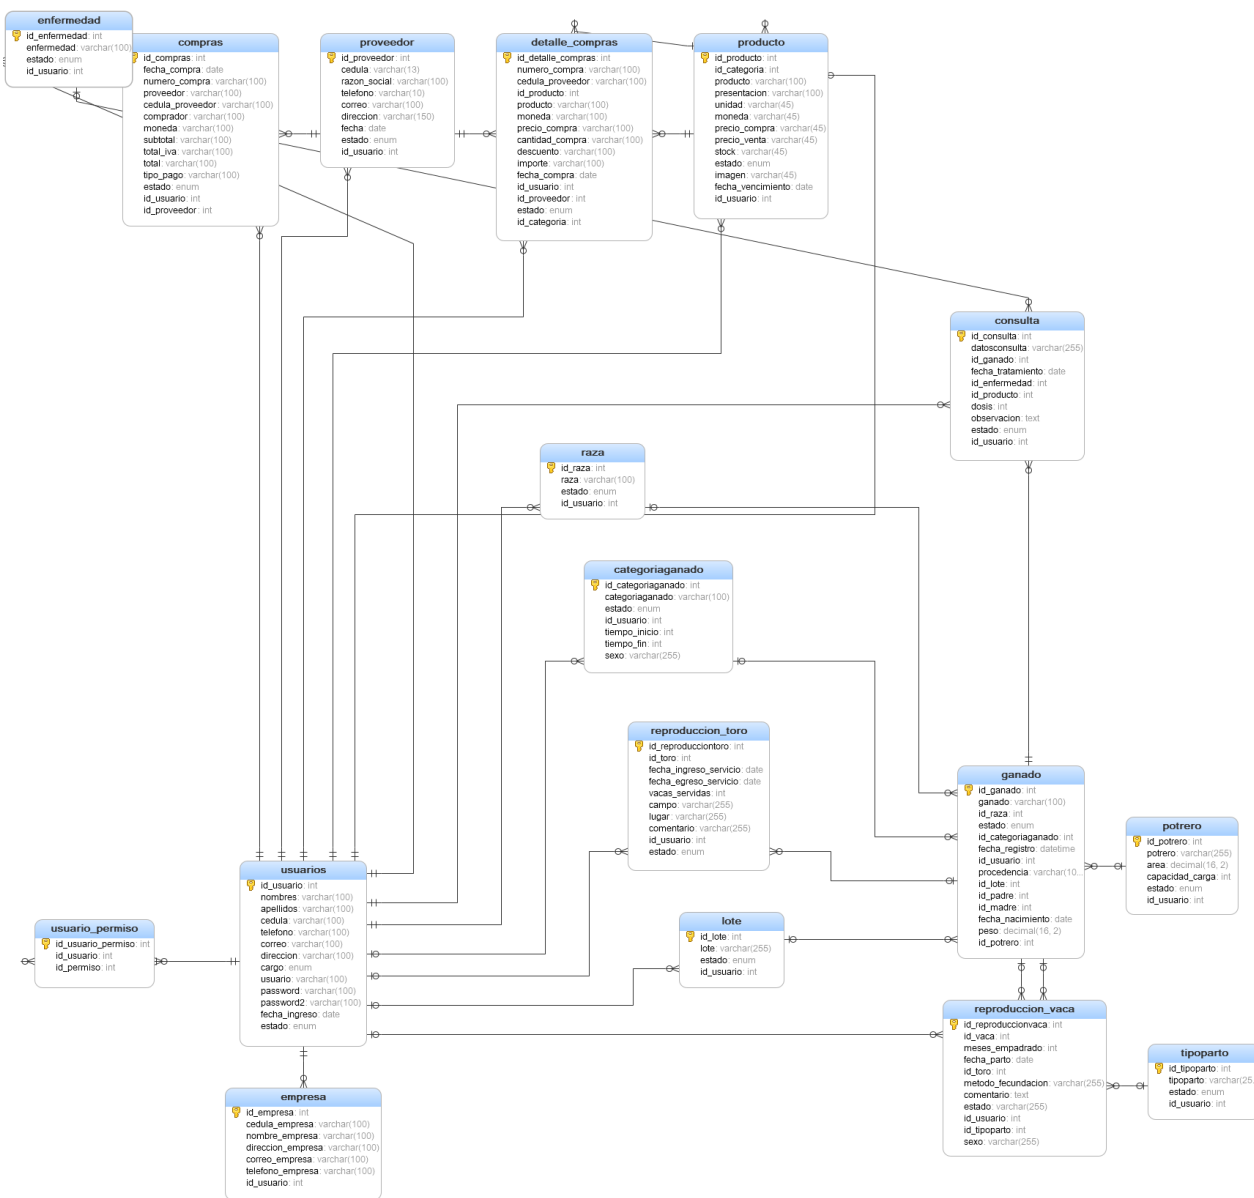 enfermedad
id_enfermedad: int
enfermedad: varchar(100)
estado: enum
id_usuario: int
compras
id_compras: int
fecha_compra: date
numero_compra: varchar(100)
proveedor: varchar(100)
cedula_proveedor: varchar(100)
comprador: varchar(100)
moneda: varchar(100)
subtotal: varchar(100)
total_iva: varchar(100)
total: varchar(100)
tipo_pago: varchar(100)
estado: enum
id_usuario: int
id_proveedor: int
proveedor
id_proveedor: int
cedula: varchar(13)
razon_social: varchar(100)
telefono: varchar(10)
correo: varchar(100)
direccion: varchar(150)
fecha: date
estado: enum
id_usuario: int
detalle_compras
id_detalle_compras: int
numero_compra: varchar(100)
cedula_proveedor: varchar(100)
id_producto: int
producto: varchar(100)
moneda: varchar(100)
precio_compra: varchar(100)
cantidad_compra: varchar(100)
descuento: varchar(100)
importe: varchar(100)
fecha_compra: date
id_usuario: int
id_proveedor: int
estado: enum
id_categoria: int
producto
id_producto: int
id_categoria: int
producto: varchar(100)
presentacion: varchar(100)
unidad: varchar(45)
moneda: varchar(45)
precio_compra: varchar(45)
precio_venta: varchar(45)
stock: varchar(45)
estado: enum
imagen: varchar(45)
fecha_vencimiento: date
id_usuario: int
consulta
id_consulta: int
datosconsulta: varchar(255)
id_ganado: int
fecha_tratamiento: date
id_enfermedad: int
id_producto: int
dosis: int
observacion: text
estado: enum
id_usuario: int
raza
id_raza: int
raza: varchar(100)
estado: enum
id_usuario: int
categoriaganado
id_categoriaganado: int
categoriaganado: varchar(100)
estado: enum
id_usuario: int
tiempo_inicio: int
tiempo_fin: int
sexo: varchar(255)
reproduccion_toro
id_reproducciontoro: int
id_toro: int
fecha_ingreso_servicio: date
fecha_egreso_servicio: date
vacas_servidas: int
campo: varchar(255)
lugar: varchar(255)
comentario: varchar(255)
id_usuario: int
estado: enum
ganado
id_ganado: int
ganado: varchar(100)
id_raza: int
estado: enum
id_categoriaganado: int
fecha_registro: datetime
id_usuario: int
procedencia: varchar(10...
id_lote: int
id_padre: int
id_madre: int
fecha_nacimiento: date
peso: decimal(16, 2)
id_potrero: int
potrero
id_potrero: int
potrero: varchar(255)
area: decimal(16, 2)
capacidad_carga: int
estado: enum
id_usuario: int
usuarios
id_usuario: int
nombres: varchar(100)
apellidos: varchar(100)
cedula: varchar(100)
telefono: varchar(100)
correo: varchar(100)
direccion: varchar(100)
cargo: enum
usuario: varchar(100)
password: varchar(100)
password2: varchar(100)
fecha_ingreso: date
estado: enum
usuario_permiso
id_usuario_permiso: int
id_usuario: int
id_permiso: int
lote
id_lote: int
lote: varchar(255)
estado: enum
id_usuario: int
reproduccion_vaca
id_reproduccionvaca: int
id_vaca: int
meses_empadrado: int
fecha_parto: date
id_toro: int
metodo_fecundacion: varchar(255)
comentario: text
estado: varchar(255)
id_usuario: int
id_tipoparto: int
sexo: varchar(255)
tipoparto
id_tipoparto: int
tipoparto: varchar(25...
estado: enum
id_usuario: int
empresa
id_empresa: int
cedula_empresa: varchar(100)
nombre_empresa: varchar(100)
direccion_empresa: varchar(100)
correo_empresa: varchar(100)
telefono_empresa: varchar(100)
id_usuario: int